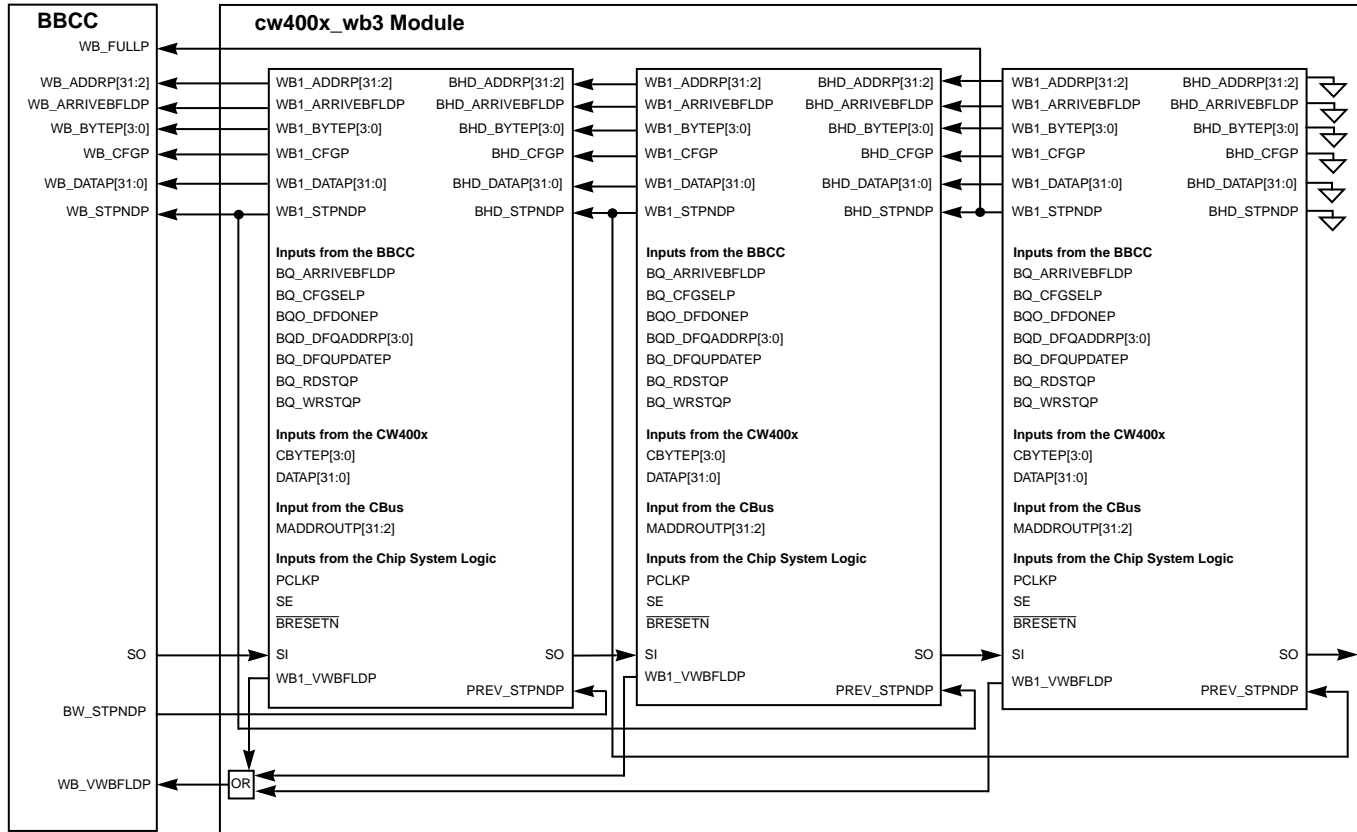 BBCC
cw400x_wb3 Module
WB_FULLP
WB_ADDRP[31:2]
WB_ARRIVEBFLDP
WB_BYTEP[3:0]
WB_CFGP
WB_DATAP[31:0]
WB_STPNDP
SO
BW_STPNDP
WB_VWBFLDP
OR
WB1_ADDRP[31:2] BHD_ADDRP[31:2]
WB1_ARRIVEBFLDP BHD_ARRIVEBFLDP
WB1_BYTEP[3:0] BHD_BYTEP[3:0]
WB1_CFGP BHD_CFGP
WB1_DATAP[31:0] BHD_DATAP[31:0]
WB1_STPNDP BHD_STPNDP
Inputs from the BBCC
BQ_ARRIVEBFLDP
BQ_CFGSELP
BQO_DFDONEP
BQD_DFQADDRP[3:0]
BQ_DFQUPDATEP
BQ_RDSTQP
BQ_WRSTQP
Inputs from the CW400x
CBYTEP[3:0]
DATAP[31:0]
Input from the CBus
MADDROUTP[31:2]
Inputs from the Chip System Logic
PCLKP
SE
BRESETN
SI SO
WB1_VWBFLDP
PREV_STPNDP
WB1_ADDRP[31:2] BHD_ADDRP[31:2]
WB1_ARRIVEBFLDP BHD_ARRIVEBFLDP
WB1_BYTEP[3:0] BHD_BYTEP[3:0]
WB1_CFGP BHD_CFGP
WB1_DATAP[31:0] BHD_DATAP[31:0]
WB1_STPNDP BHD_STPNDP
Inputs from the BBCC
BQ_ARRIVEBFLDP
BQ_CFGSELP
BQO_DFDONEP
BQD_DFQADDRP[3:0]
BQ_DFQUPDATEP
BQ_RDSTQP
BQ_WRSTQP
Inputs from the CW400x
CBYTEP[3:0]
DATAP[31:0]
Input from the CBus
MADDROUTP[31:2]
Inputs from the Chip System Logic
PCLKP
SE
BRESETN
SI SO
WB1_VWBFLDP
PREV_STPNDP
WB1_ADDRP[31:2] BHD_ADDRP[31:2]
WB1_ARRIVEBFLDP BHD_ARRIVEBFLDP
WB1_BYTEP[3:0] BHD_BYTEP[3:0]
WB1_CFGP BHD_CFGP
WB1_DATAP[31:0] BHD_DATAP[31:0]
WB1_STPNDP BHD_STPNDP
Inputs from the BBCC
BQ_ARRIVEBFLDP
BQ_CFGSELP
BQO_DFDONEP
BQD_DFQADDRP[3:0]
BQ_DFQUPDATEP
BQ_RDSTQP
BQ_WRSTQP
Inputs from the CW400x
CBYTEP[3:0]
DATAP[31:0]
Input from the CBus
MADDROUTP[31:2]
Inputs from the Chip System Logic
PCLKP
SE
BRESETN
SI SO
WB1_VWBFLDP
PREV_STPNDP